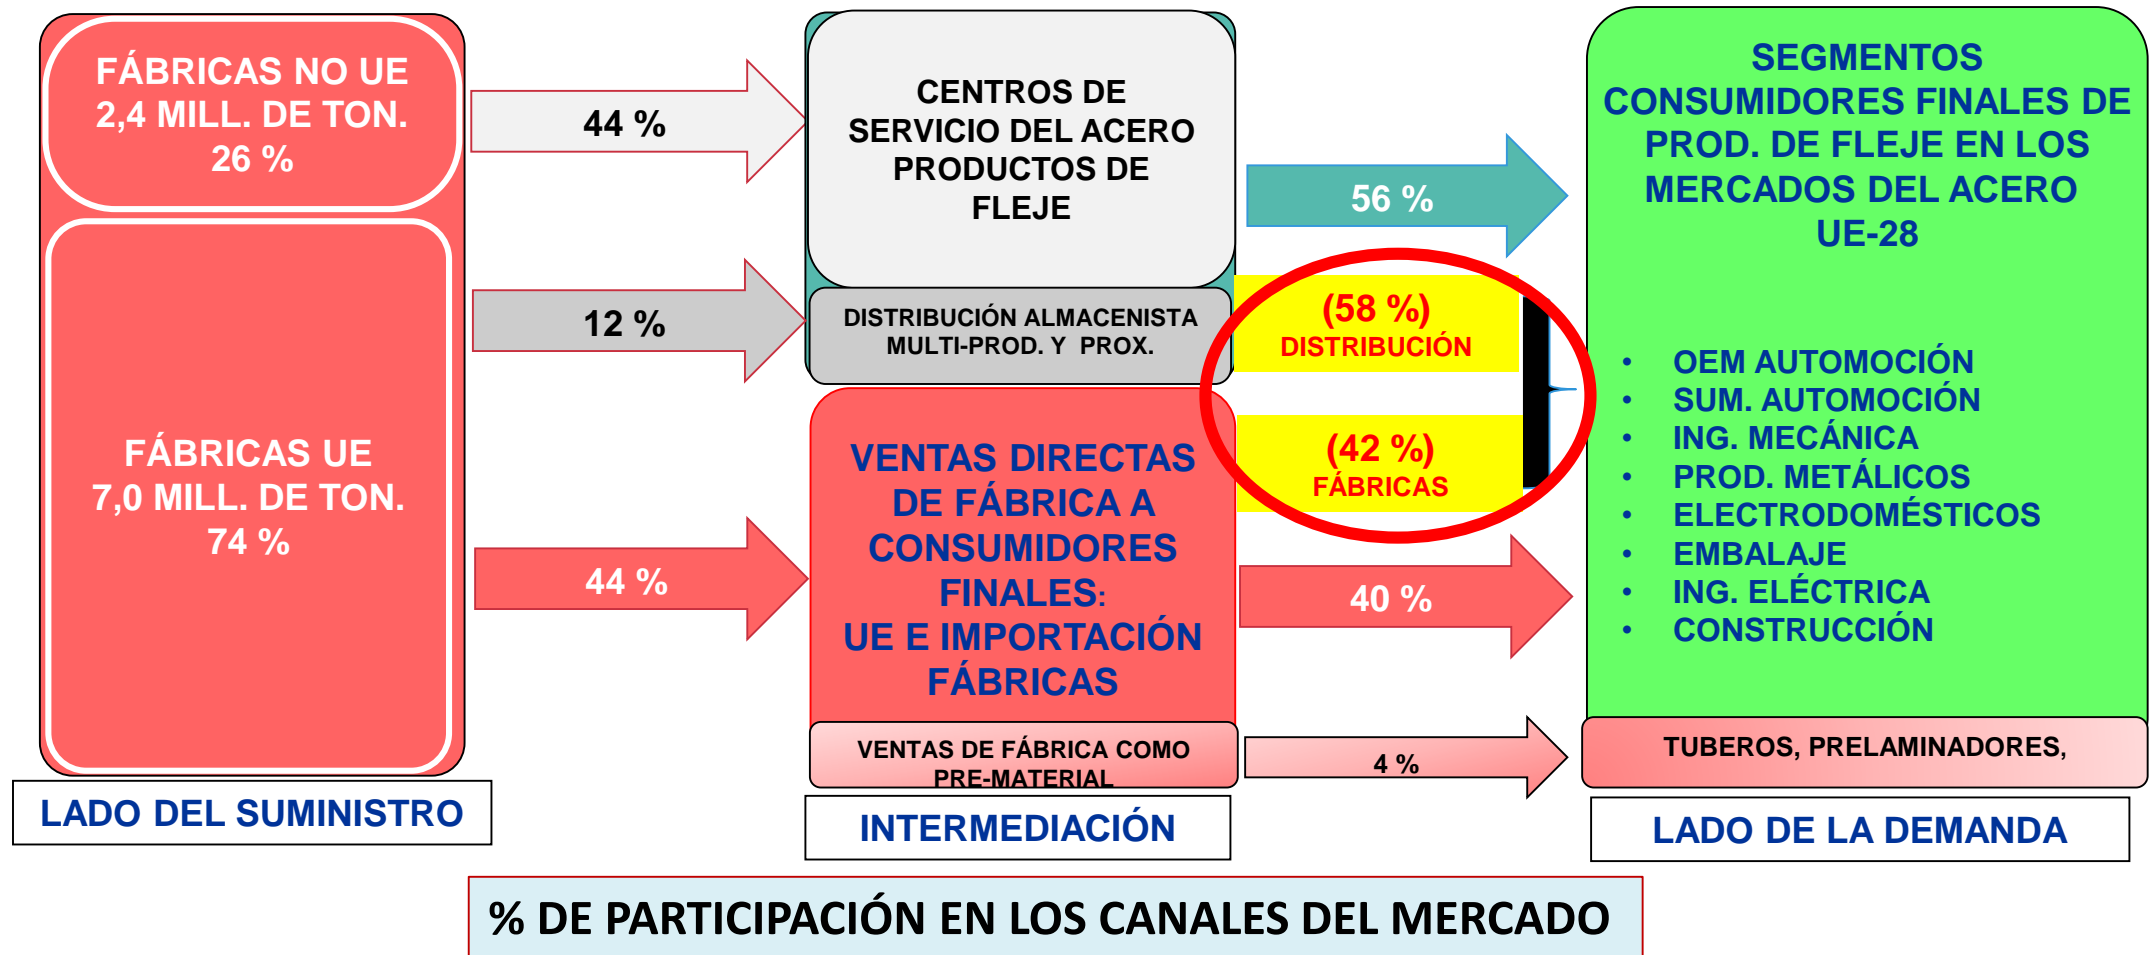 FÁBRICAS NO UE
2,4 MILL. DE TON.
26 %
FÁBRICAS UE
7,0 MILL. DE TON.
74 %
LADO DEL SUMINISTRO
44 %
12 %
44 %
CENTROS DE
SERVICIO DEL ACERO
PRODUCTOS DE
FLEJE
DISTRIBUCIÓN ALMACENISTA
MULTI-PROD. Y PROX.
VENTAS DIRECTAS
DE FÁBRICA A
CONSUMIDORES
FINALES:
UE E IMPORTACIÓN
FÁBRICAS
VENTAS DE FÁBRICA COMO
PRE-MATERIAL
INTERMEDIACIÓN
56 %
(58 %)
DISTRIBUCIÓN
(42 %)
FÁBRICAS
40 %
4 %
SEGMENTOS
CONSUMIDORES FINALES DE
PROD. DE FLEJE EN LOS
MERCADOS DEL ACERO
UE-28
• OEM AUTOMOCIÓN
• SUM. AUTOMOCIÓN
• ING. MECÁNICA
• PROD. METÁLICOS
• ELECTRODOMÉSTICOS
• EMBALAJE
• ING. ELÉCTRICA
• CONSTRUCCIÓN
TUBEROS, PRELAMINADORES,
LADO DE LA DEMANDA
% DE PARTICIPACIÓN EN LOS CANALES DEL MERCADO